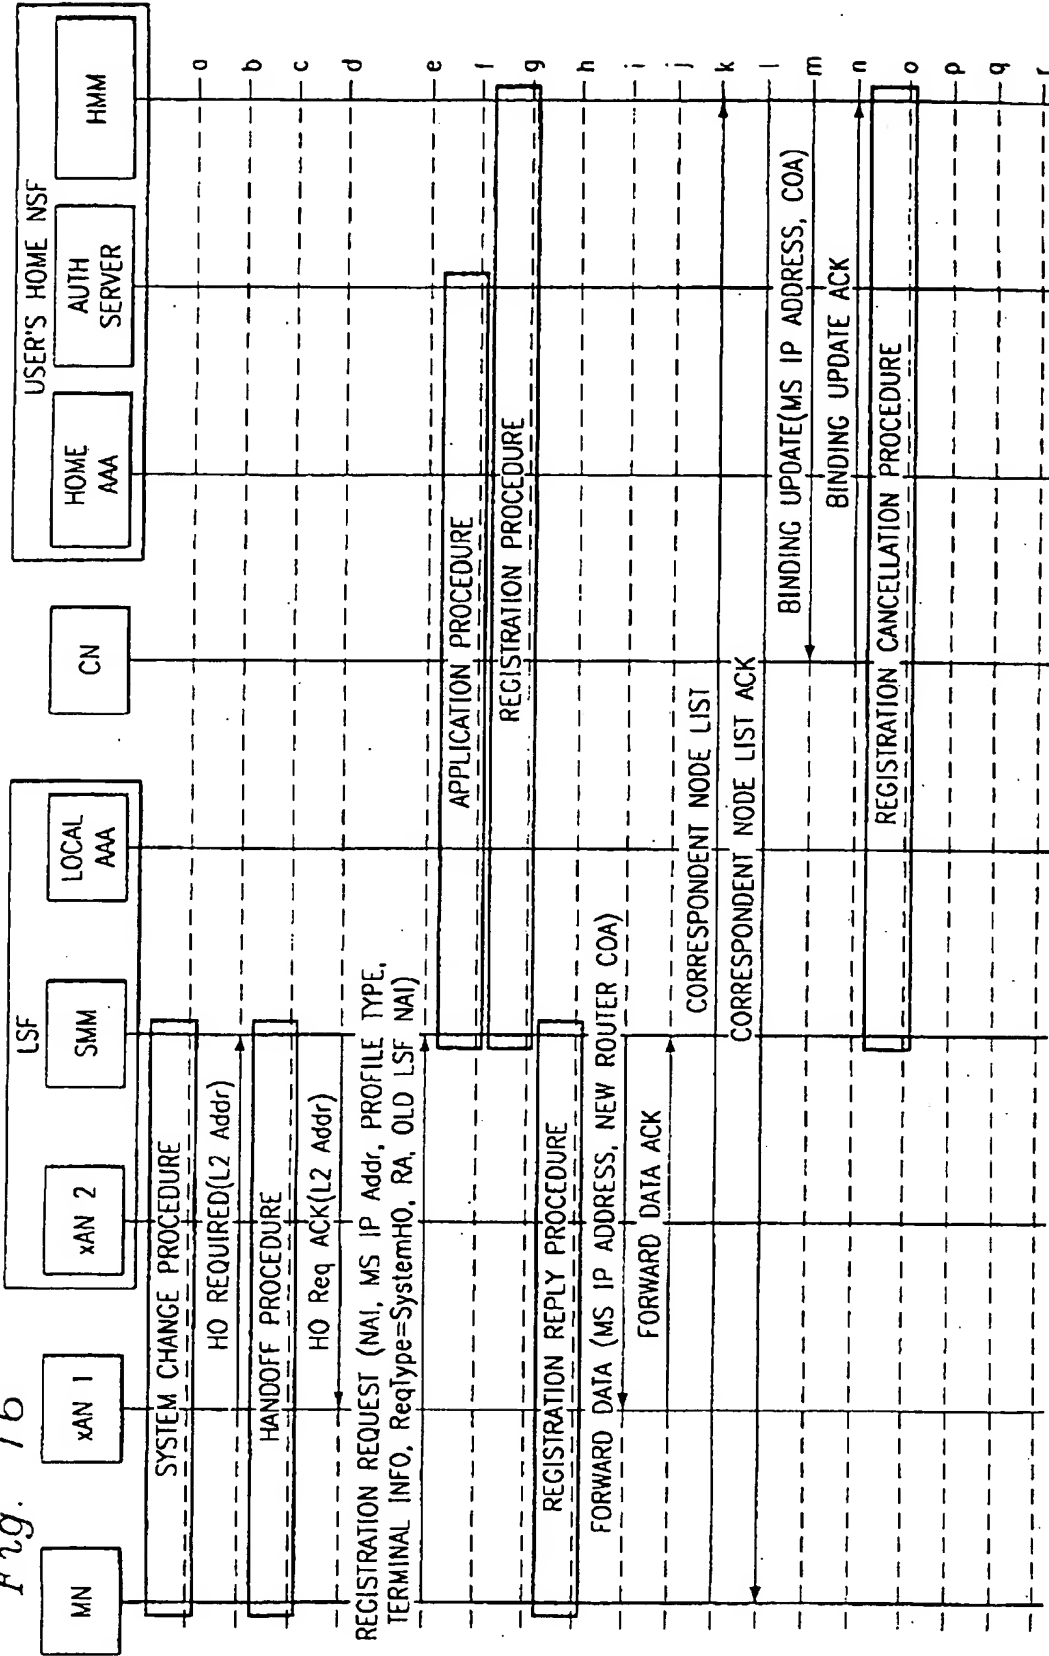 Fig. 16
MN
xAN 1
LSF
xAN 2
SMM
LOCAL
AAA
CN
USER'S HOME NSF
HOME
AAA
AUTH
SERVER
HMM
SYSTEM CHANGE PROCEDURE
a
HO REQUIRED(L2 Addr)
b
HANDOFF PROCEDURE
c
HO Req ACK(L2 Addr)
d
REGISTRATION REQUEST (NAI, MS IP Addr, PROFILE TYPE,
TERMINAL INFO, ReqType=SystemHO, RA, OLD LSF NAI)
e
APPLICATION PROCEDURE
f
REGISTRATION PROCEDURE
g
REGISTRATION REPLY PROCEDURE
h
FORWARD DATA (MS IP ADDRESS, NEW ROUTER COA)
i
FORWARD DATA ACK
j
CORRESPONDENT NODE LIST
k
CORRESPONDENT NODE LIST ACK
l
BINDING UPDATE(MS IP ADDRESS, COA)
m
BINDING UPDATE ACK
n
REGISTRATION CANCELLATION PROCEDURE
o
p
q
r